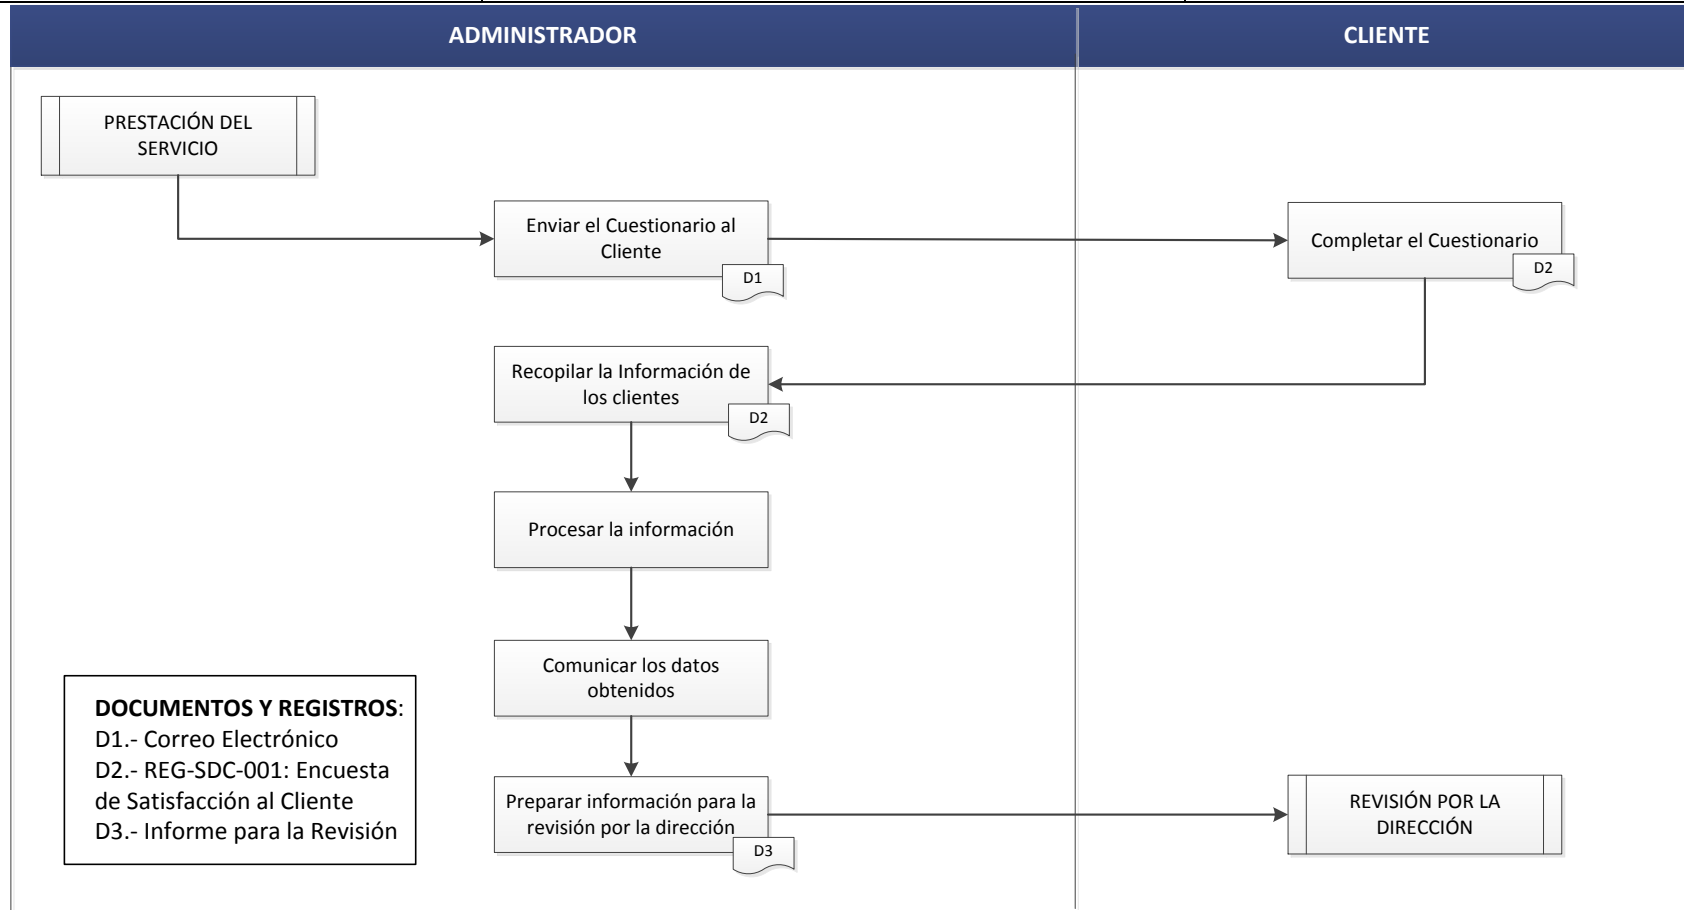 ADMINISTRADOR
CLIENTE
PRESTACIÓN DEL
SERVICIO
Enviar el Cuestionario al
Cliente
D1
Completar el Cuestionario
D2
Recopilar la Información de
los clientes
D2
Procesar la información
Comunicar los datos
obtenidos
DOCUMENTOS Y REGISTROS:
D1.- Correo Electrónico
D2.- REG-SDC-001: Encuesta
de Satisfacción al Cliente
D3.- Informe para la Revisión
Preparar información para la
revisión por la dirección
D3
REVISIÓN POR LA
DIRECCIÓN